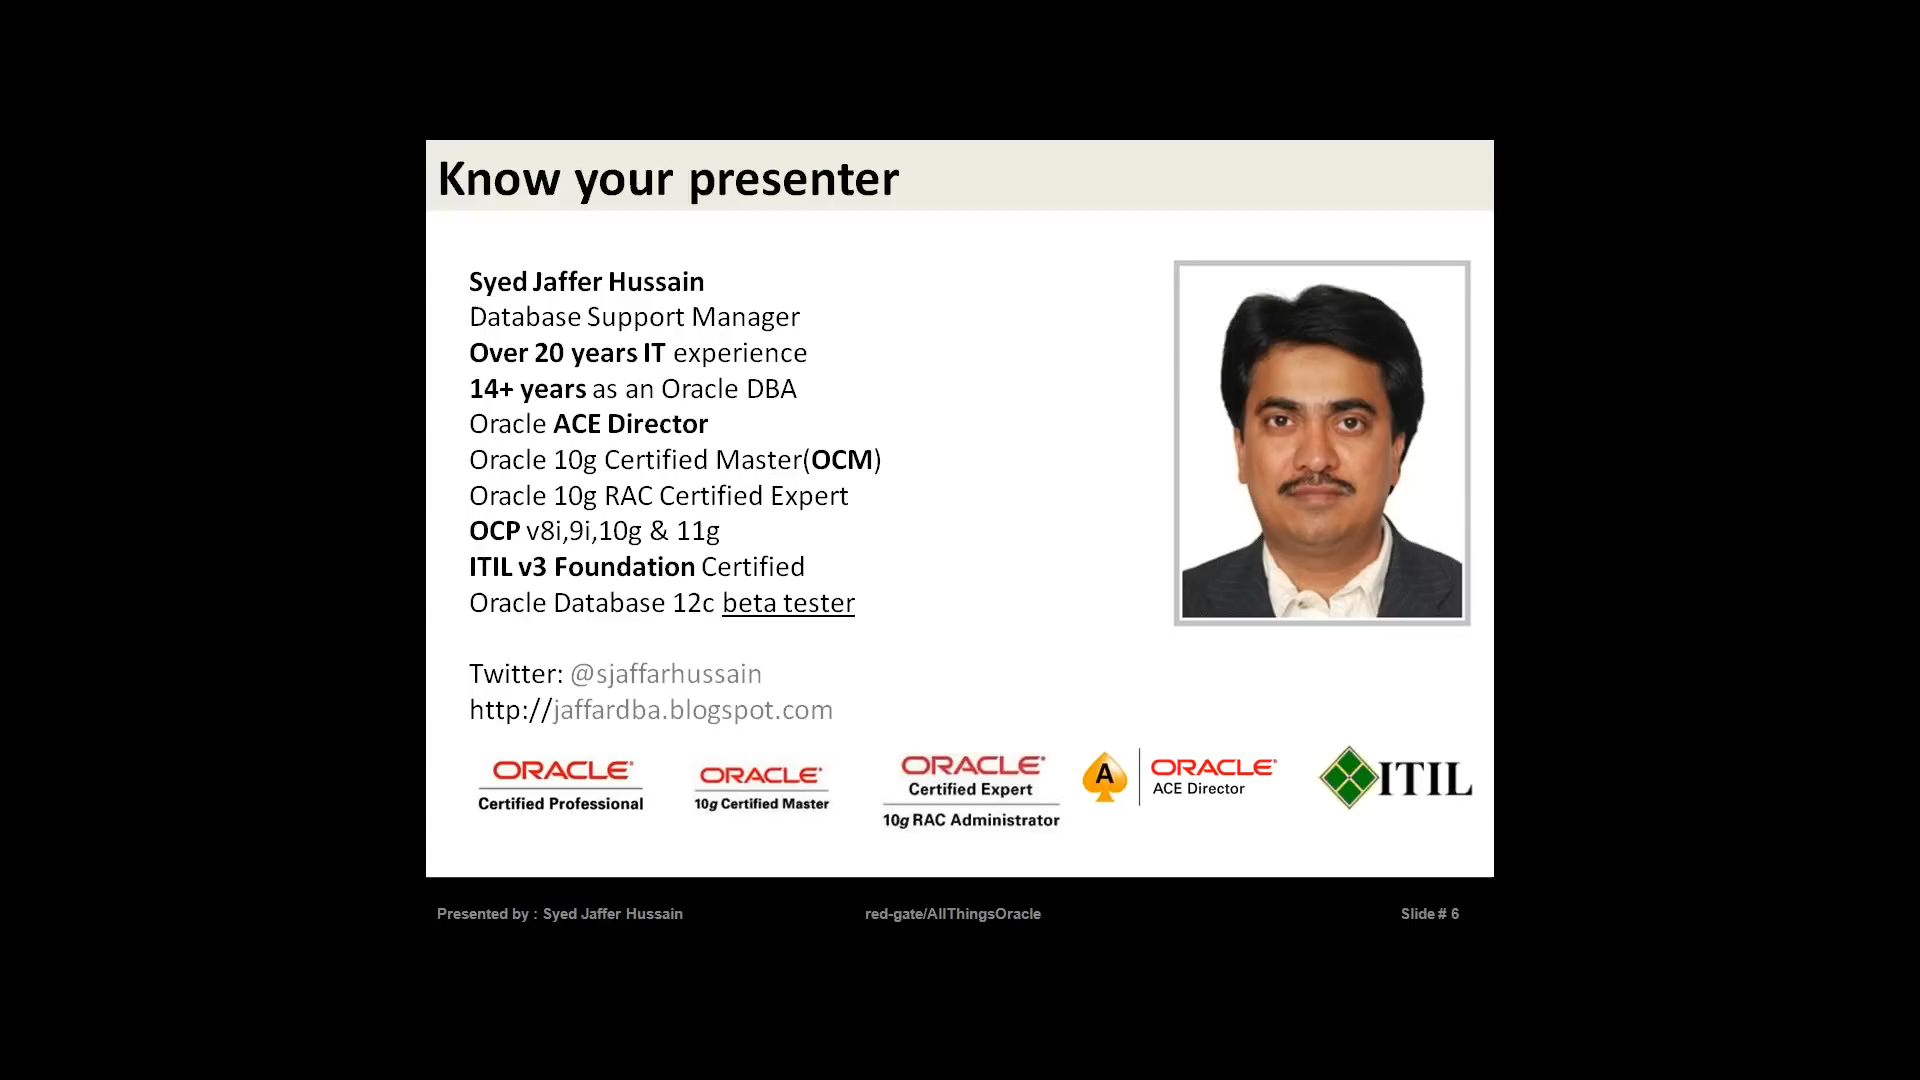 Know your presenter
Syed Jaffer Hussain
Database Support Manager
Over 20 years IT experience
14+ years as an Oracle DBA
Oracle ACE Director
Oracle 10g Certified Master(OCM)
Oracle 10g RAC Certified Expert
OCP v8i,9i,10g & 11g
ITIL v3 Foundation Certified
Oracle Database 12c beta tester
Twitter: @sjaffarhussain
http://jaffardba.blogspot.com
ORACLE
Certified Professional
ORACLE
10g Certified Master
ORACLE
Certified Expert
10g RAC Administrator
A
ORACLE
ACE Director
ITIL
Presented by : Syed Jaffer Hussain
red-gate/AllThingsOracle
Slide # 6